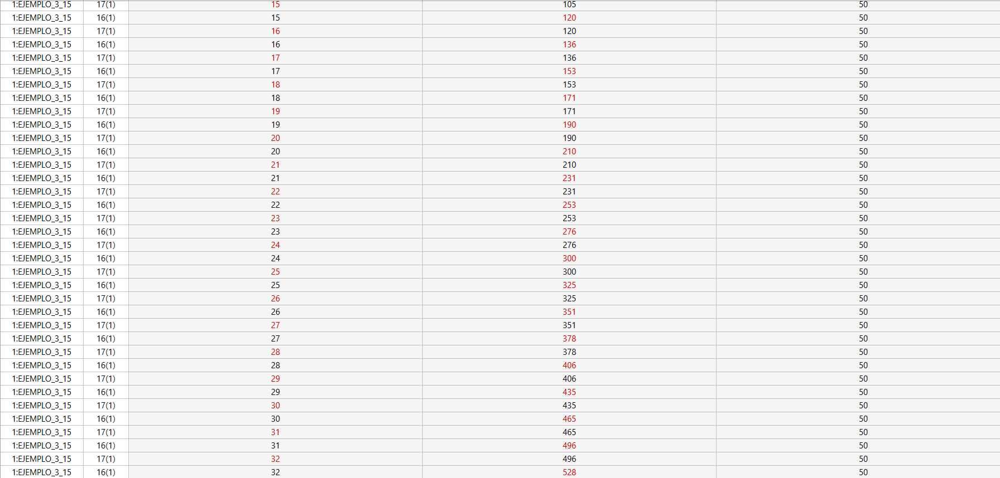 1:EJEMPLO_3_15 17(1) 15 105 50
1:EJEMPLO_3_15 16(1) 15 120 50
1:EJEMPLO_3_15 17(1) 16 120 50
1:EJEMPLO_3_15 16(1) 16 136 50
1:EJEMPLO_3_15 17(1) 17 136 50
1:EJEMPLO_3_15 16(1) 17 153 50
1:EJEMPLO_3_15 17(1) 18 153 50
1:EJEMPLO_3_15 16(1) 18 171 50
1:EJEMPLO_3_15 17(1) 19 171 50
1:EJEMPLO_3_15 16(1) 19 190 50
1:EJEMPLO_3_15 17(1) 20 190 50
1:EJEMPLO_3_15 16(1) 20 210 50
1:EJEMPLO_3_15 17(1) 21 210 50
1:EJEMPLO_3_15 16(1) 21 231 50
1:EJEMPLO_3_15 17(1) 22 231 50
1:EJEMPLO_3_15 16(1) 22 253 50
1:EJEMPLO_3_15 17(1) 23 253 50
1:EJEMPLO_3_15 16(1) 23 276 50
1:EJEMPLO_3_15 17(1) 24 276 50
1:EJEMPLO_3_15 16(1) 24 300 50
1:EJEMPLO_3_15 17(1) 25 300 50
1:EJEMPLO_3_15 16(1) 25 325 50
1:EJEMPLO_3_15 17(1) 26 325 50
1:EJEMPLO_3_15 16(1) 26 351 50
1:EJEMPLO_3_15 17(1) 27 351 50
1:EJEMPLO_3_15 16(1) 27 378 50
1:EJEMPLO_3_15 17(1) 28 378 50
1:EJEMPLO_3_15 16(1) 28 406 50
1:EJEMPLO_3_15 17(1) 29 406 50
1:EJEMPLO_3_15 16(1) 29 435 50
1:EJEMPLO_3_15 17(1) 30 435 50
1:EJEMPLO_3_15 16(1) 30 465 50
1:EJEMPLO_3_15 17(1) 31 465 50
1:EJEMPLO_3_15 16(1) 31 496 50
1:EJEMPLO_3_15 17(1) 32 496 50
1:EJEMPLO_3_15 16(1) 32 528 50